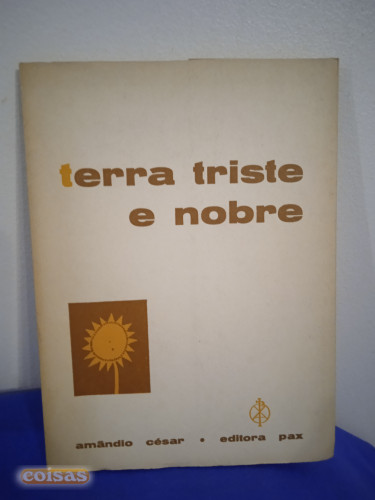 terra triste
e nobre
amândio césar • editora pax
coisas